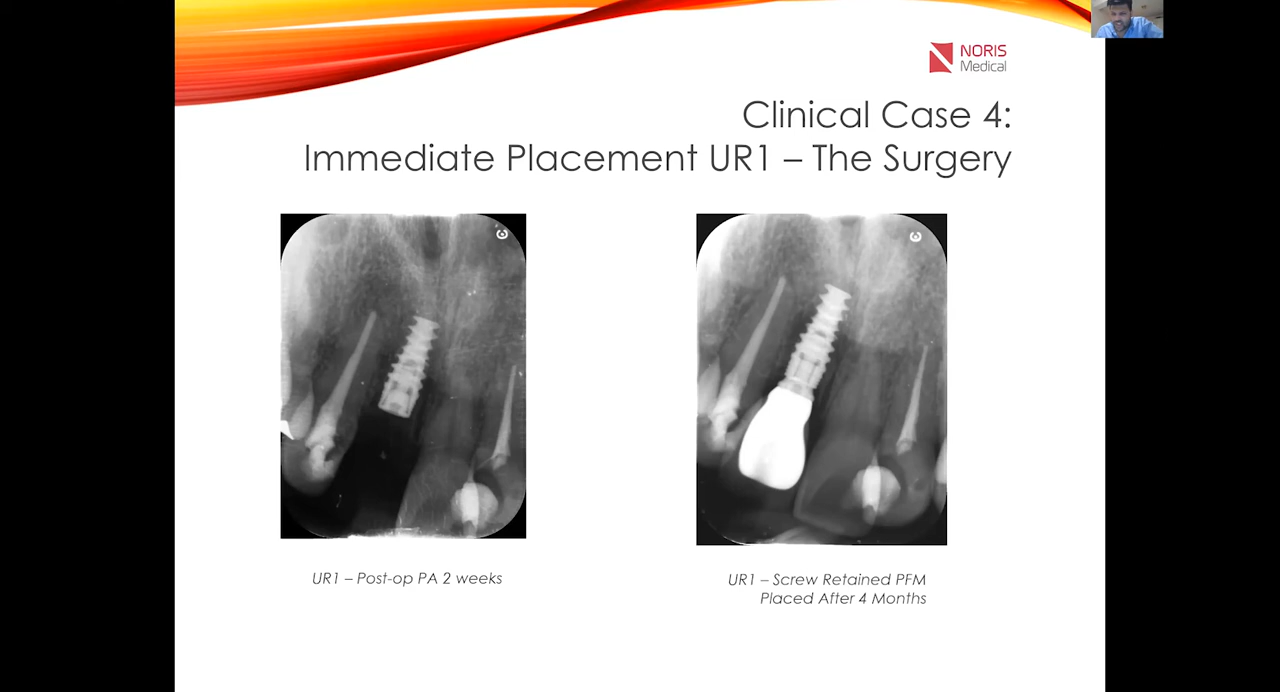 NORIS
Medical
Clinical Case 4:
Immediate Placement UR1 – The Surgery
UR1 – Post-op PA 2 weeks
UR1 – Screw Retained PFM
Placed After 4 Months